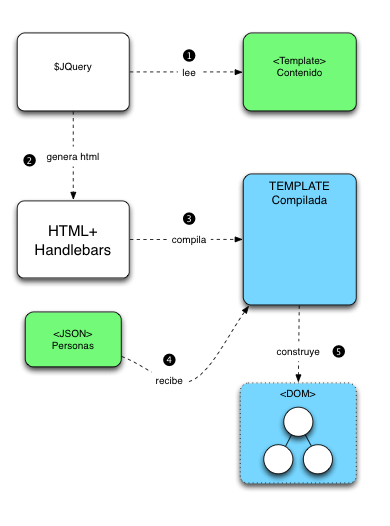 $JQuery
1
lee
<Template>
Contenido
2
genera html
HTML+
Handlebars
3
compila
TEMPLATE
Compilada
<JSON>
Personas
4
recibe
construye
5
<DOM>